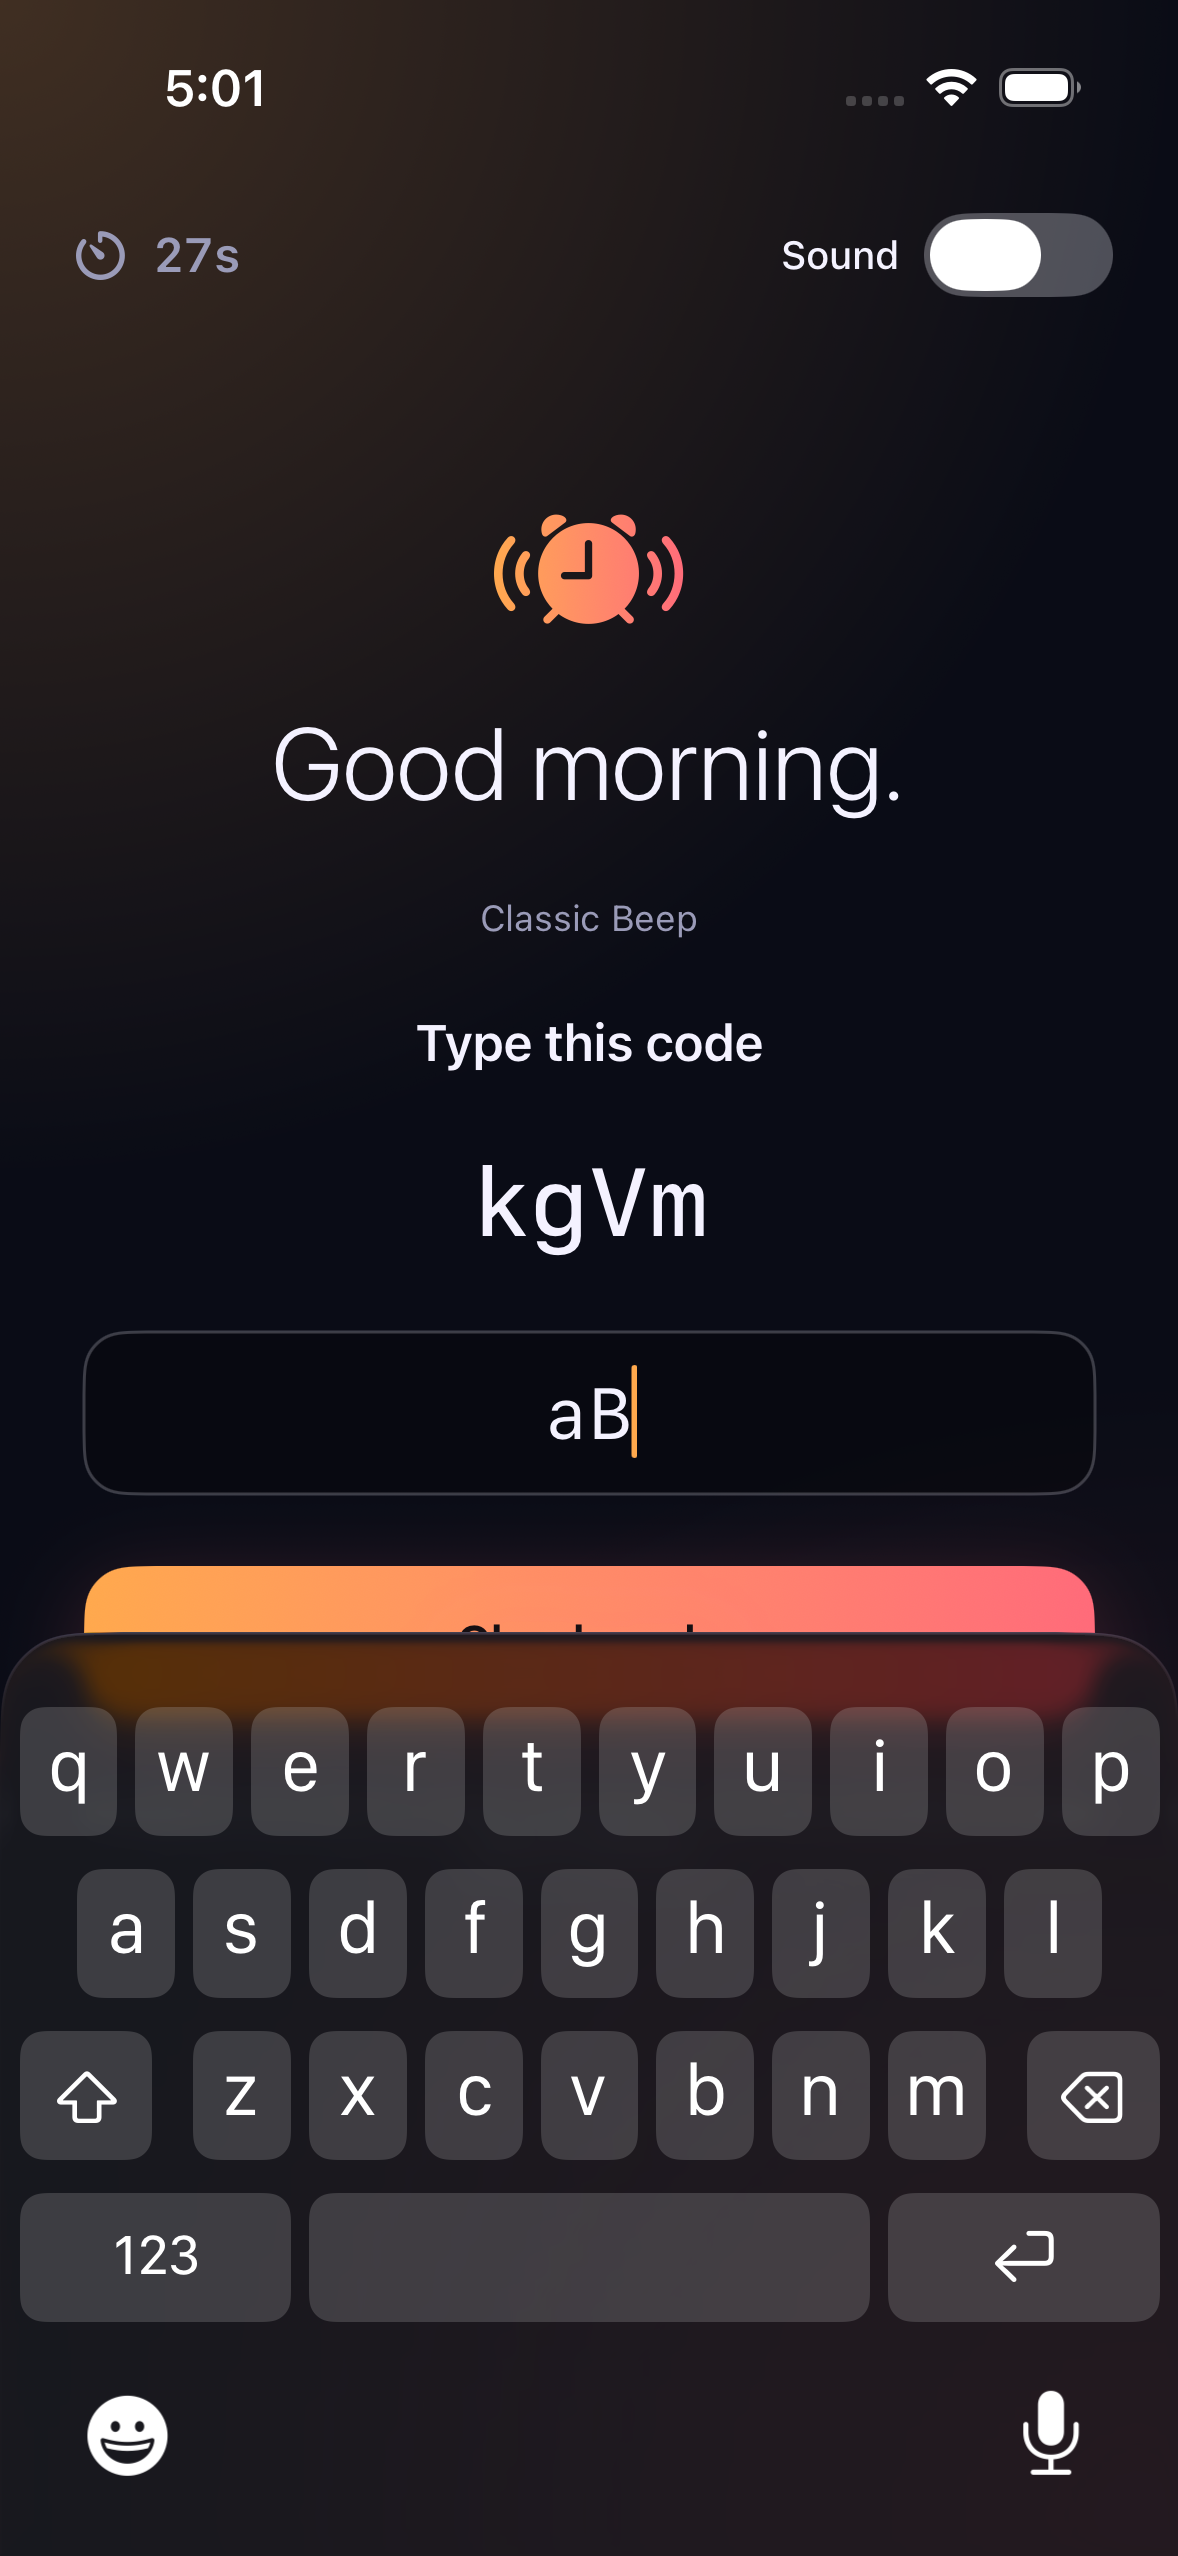 5:01
27s
Sound
Good morning.
Classic Beep
Type this code
kgVm
aB
q w e r t y u i o p
a s d f g h j k l
z x c v b n m
123